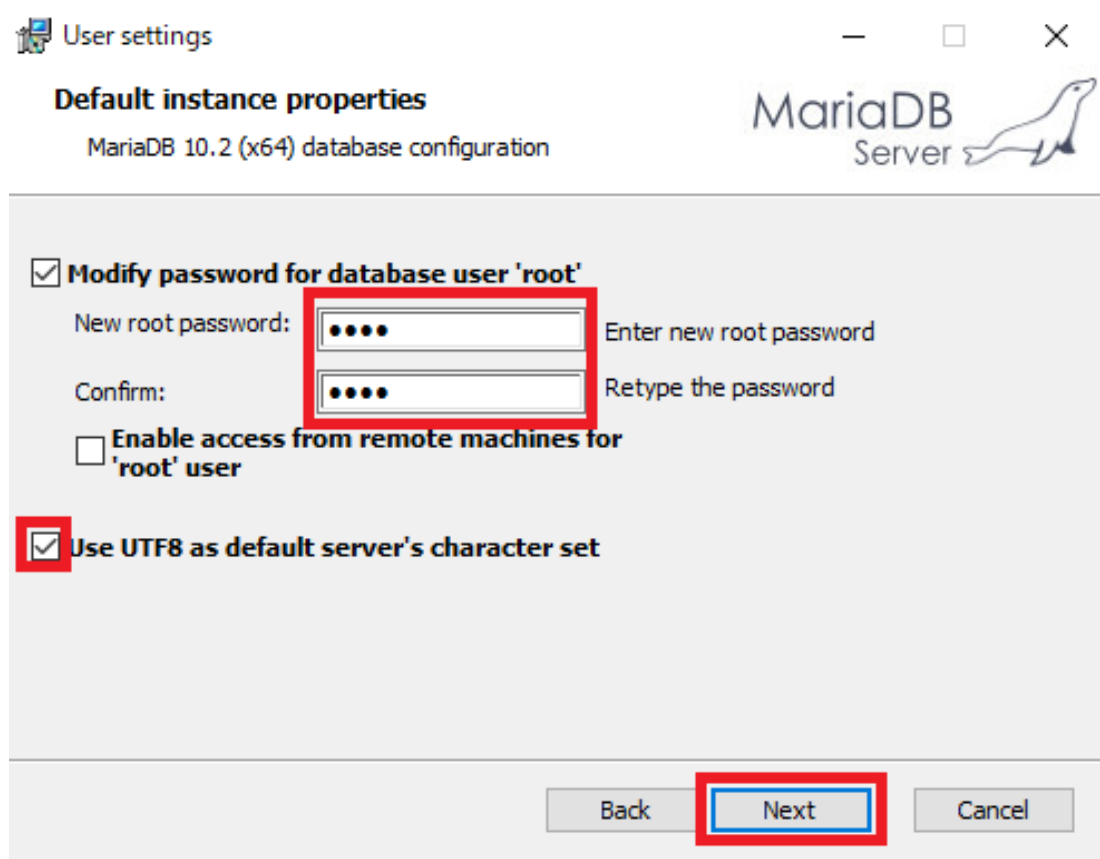 User settings
Default instance properties
MariaDB 10.2 (x64) database configuration
MariaDB
Server
Modify password for database user 'root'
New root password:
●●●●
Enter new root password
Confirm:
●●●●
Retype the password
Enable access from remote machines for
'root' user
Use UTF8 as default server's character set
Back
Next
Cancel